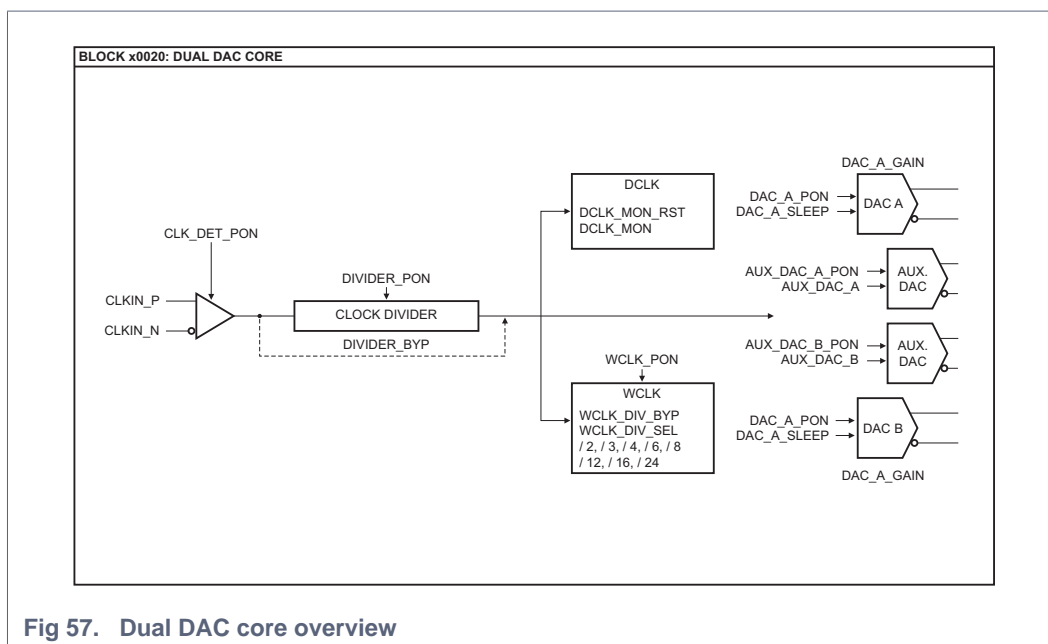 BLOCK x0020: DUAL DAC CORE
CLK_DET_PON
CLKIN_P
CLKIN_N
DIVIDER_PON
CLOCK DIVIDER
DIVIDER_BYP
DCLK
DCLK_MON_RST
DCLK_MON
WCLK_PON
WCLK
WCLK_DIV_BYP
WCLK_DIV_SEL
/ 2, / 3, / 4, / 6, / 8
/ 12, / 16, / 24
DAC_A_GAIN
DAC_A_PON
DAC_A_SLEEP
DAC A
AUX_DAC_A_PON
AUX_DAC_A
AUX.
DAC
AUX_DAC_B_PON
AUX_DAC_B
AUX.
DAC
DAC_A_PON
DAC_A_SLEEP
DAC B
DAC_A_GAIN
Fig 57. Dual DAC core overview